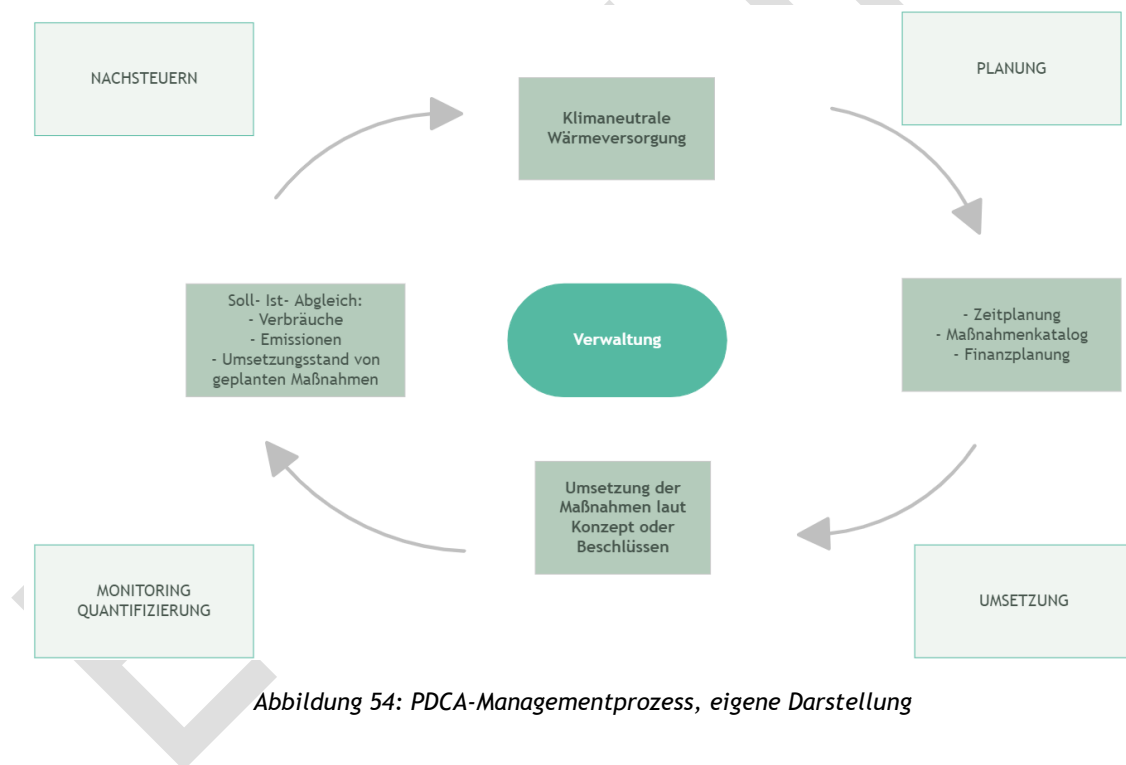 NACHSTEUERN
PLANUNG
Klimaneutrale
Wärmeversorgung
Soll- Ist- Abgleich:
- Verbräuche
- Emissionen
- Umsetzungsstand von
geplanten Maßnahmen
Verwaltung
- Zeitplanung
- Maßnahmenkatalog
- Finanzplanung
Umsetzung der
Maßnahmen laut
Konzept oder
Beschlüssen
MONITORING
QUANTIFIZIERUNG
UMSETZUNG
Abbildung 54: PDCA-Managementprozess, eigene Darstellung